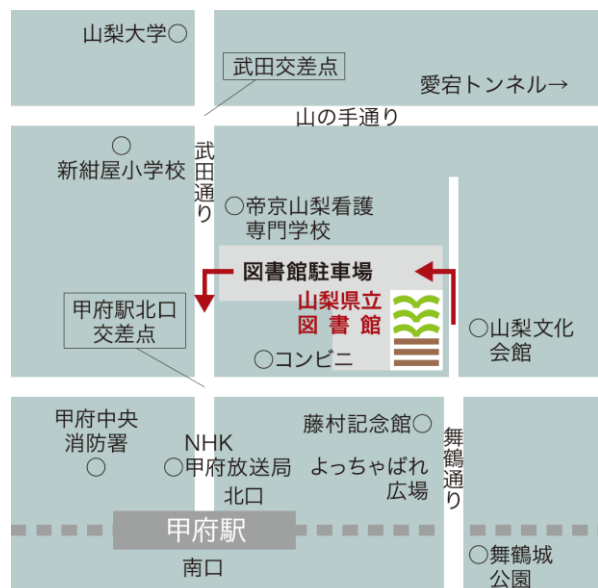 山梨大学
武田交差点
愛宕トンネル→
山の手通り
新紺屋小学校
武田通り
帝京山梨看護
専門学校
図書館駐車場
山梨県立
図書館
甲府駅北口
交差点
山梨文化
会館
コンビニ
甲府中央
消防署
NHK
甲府放送局
北口
藤村記念館
よっちゃばれ
広場
舞鶴通り
甲府駅
南口
舞鶴城
公園